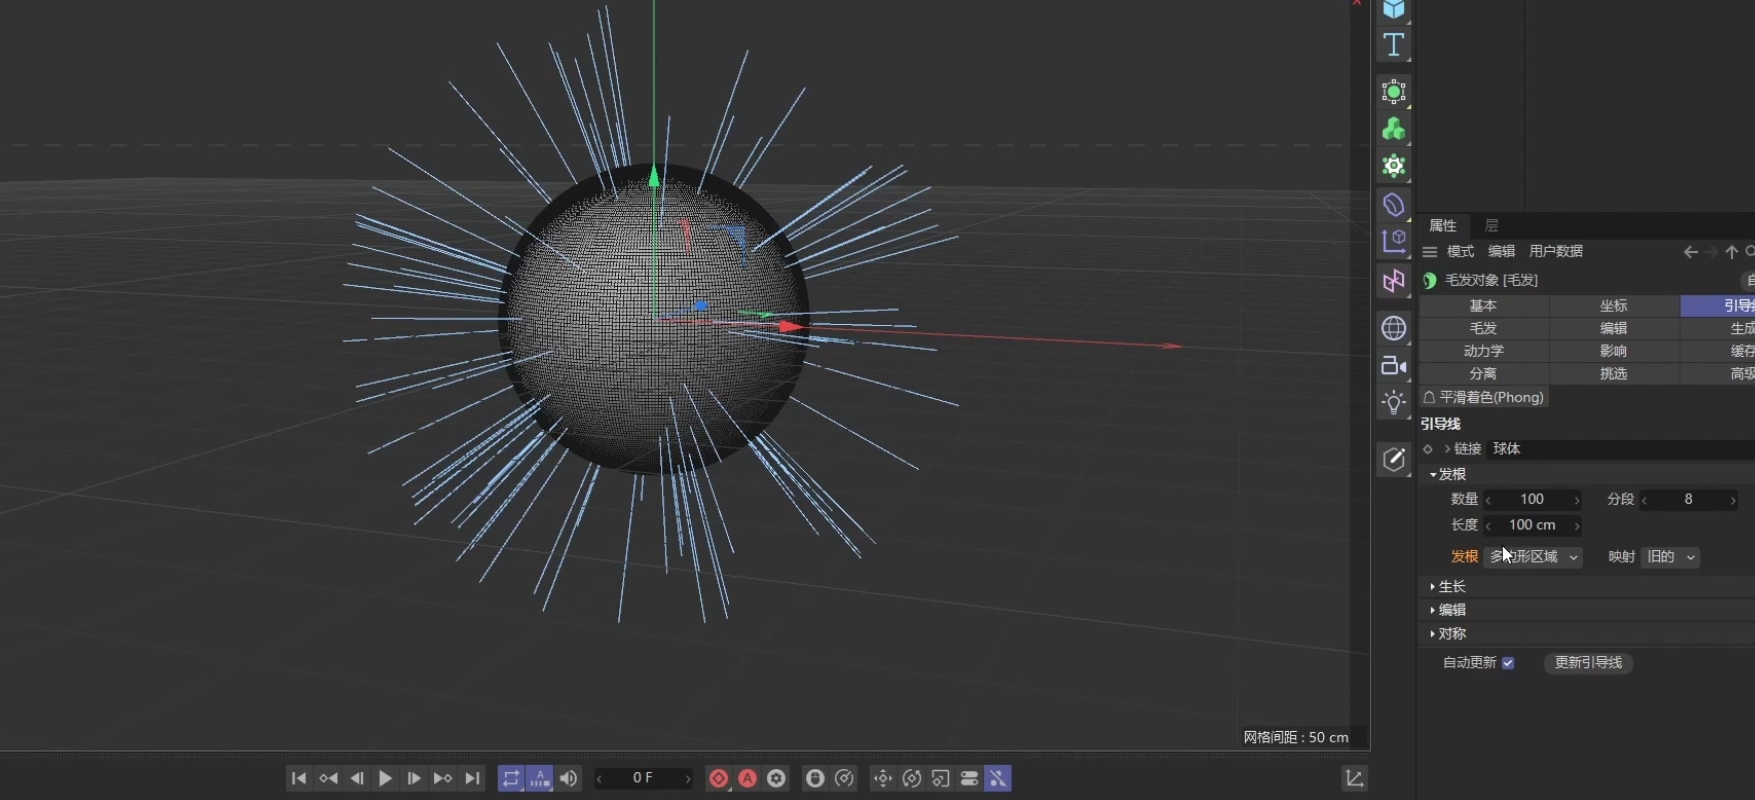 属性 层
模式 编辑 用户数据
毛发对象 [毛发]
基本 坐标 引导线
毛发 编辑 生成
动力学 影响 缓存
分离 挑选 高级
平滑着色(Phong)
引导线
链接 球体
发根
数量 100 分段 8
长度 100 cm
发根 多边形区域 映射 旧的
生长
编辑
对称
自动更新 更新引导线
网格间距 : 50 cm
0 F